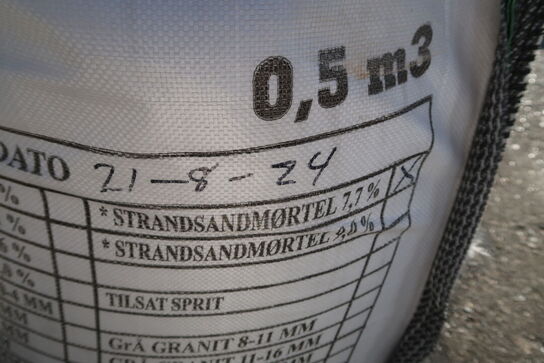 0,5 m3
DATO 21-8-24
% * STRANDSANDMØRTEL 7,7 % X
% * STRANDSANDMØRTEL
%
% TILSAT SPRIT
-4 MM
MM GRÅ GRANIT 8-11 MM
GRÅ GRANIT 11-16 MM